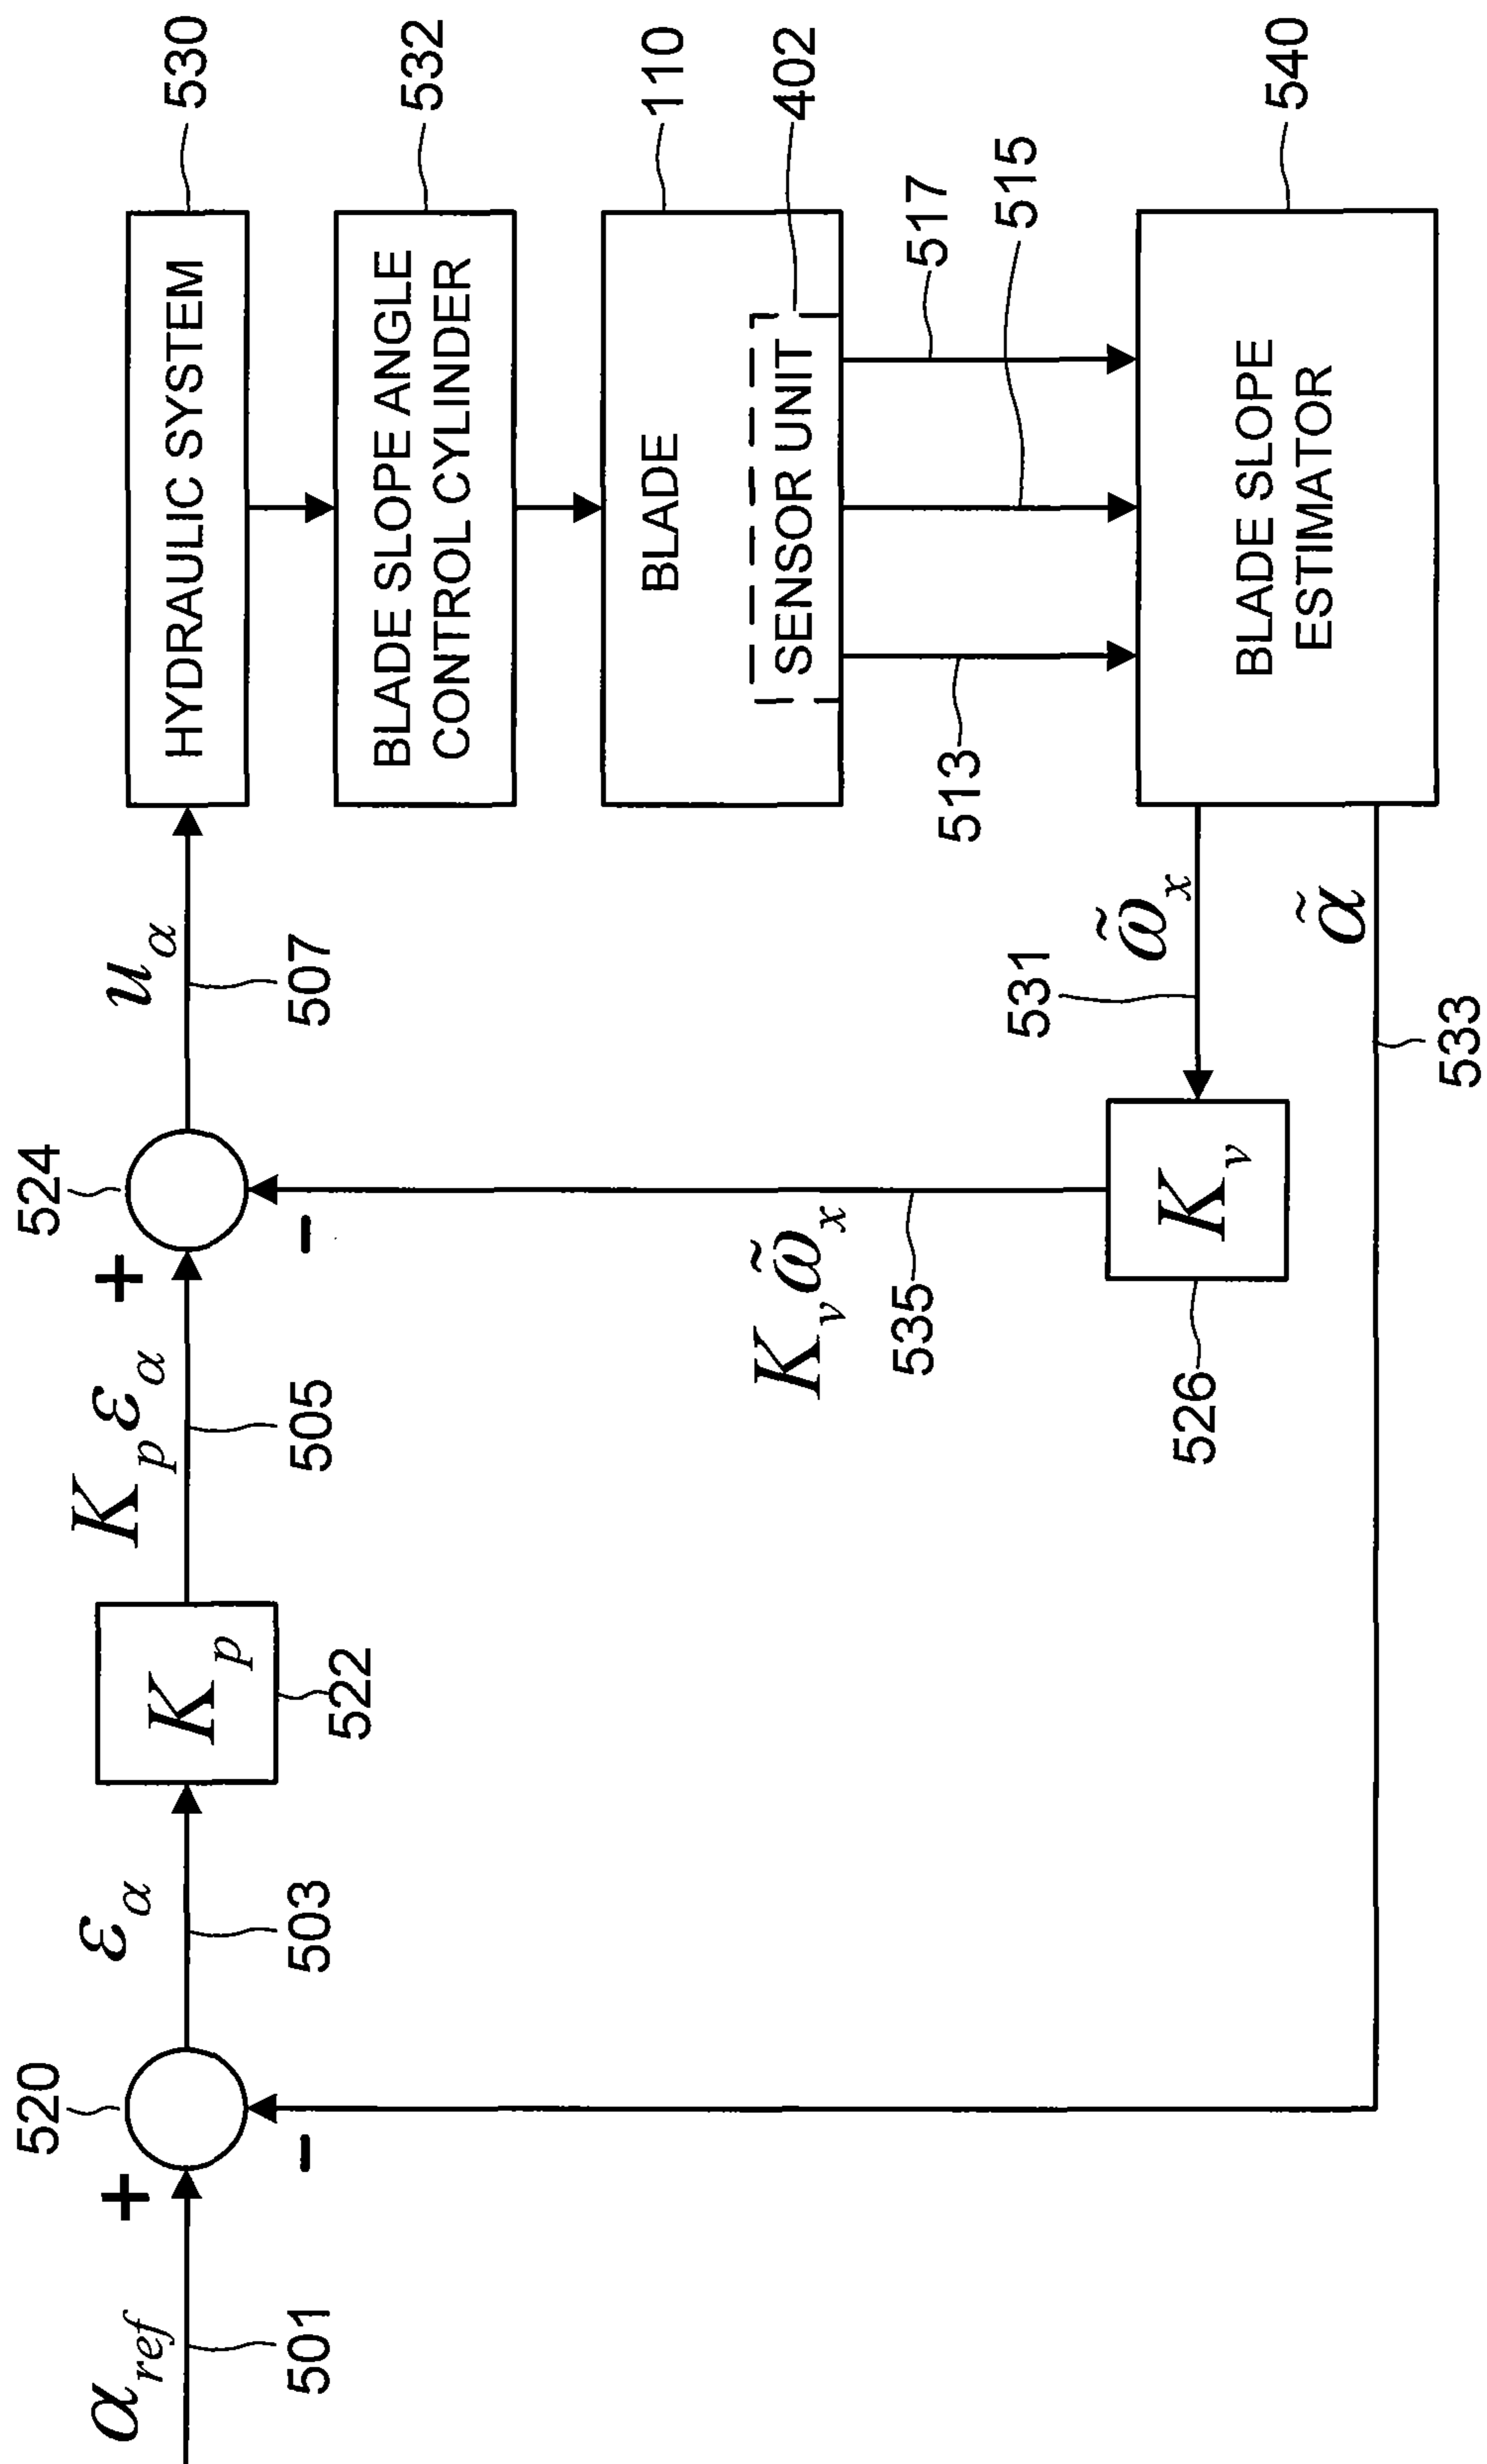 α_ref
501
+
-
520
ε_α
503
K_p
522
K_p ε_α
505
+
-
524
u_α
507
HYDRAULIC SYSTEM
530
BLADE SLOPE ANGLE
CONTROL CYLINDER
532
BLADE
110
SENSOR UNIT
402
513
515
517
BLADE SLOPE
ESTIMATOR
540
ω̃_x
531
K_v
526
K_v ω̃_x
535
α̃
533